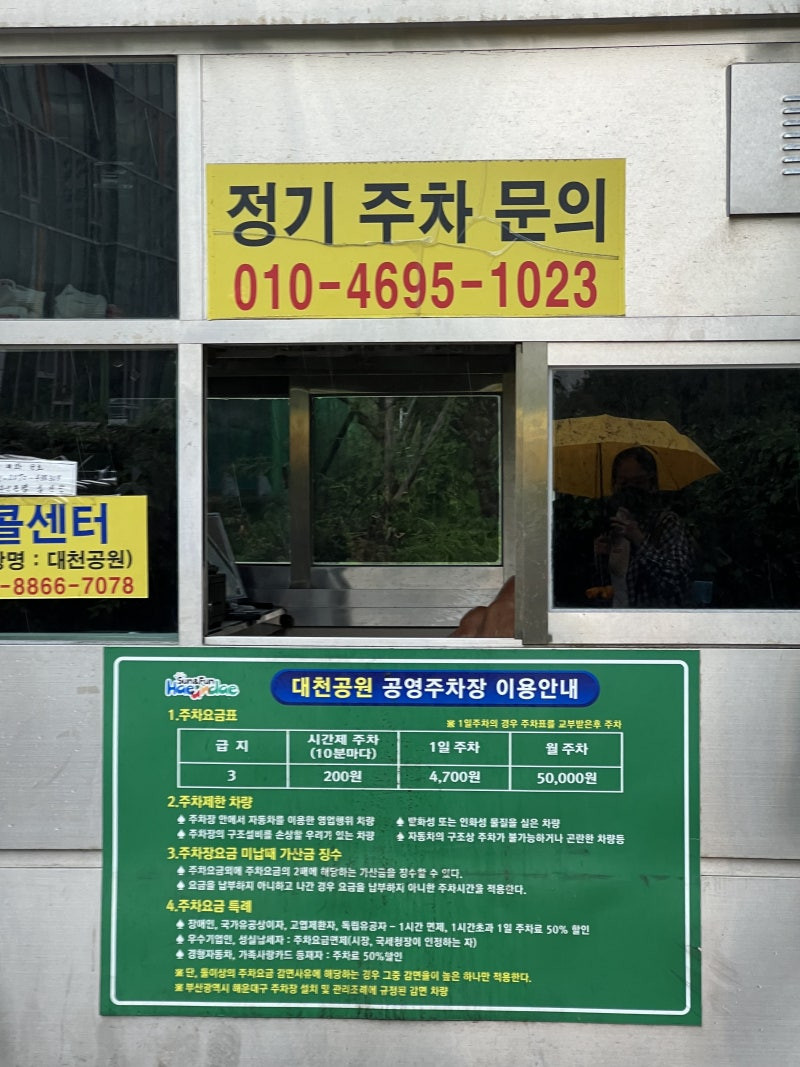 정기 주차 문의
010-4695-1023
콜센터
명 : 대천공원)
-8866-7078
Sun&Fun
Haeundae
대천공원 공영주차장 이용안내
1.주차요금표
※ 1일주차의 경우 주차표를 교부받은후 주차
급 지 시간제 주차 (10분마다) 1일 주차 월 주차
3 200원 4,700원 50,000원
2.주차제한 차량
♠ 주차장 안에서 자동차를 이용한 영업행위 차량 ♠ 발화성 또는 인화성 물질을 실은 차량
♠ 주차장의 구조설비를 손상할 우려가 있는 차량 ♠ 자동차의 구조상 주차가 불가능하거나 곤란한 차량등
3.주차장요금 미납때 가산금 징수
♠ 주차요금외에 주차요금의 2배에 해당하는 가산금을 징수할 수 있다.
♠ 요금을 납부하지 아니하고 나간 경우 요금을 납부하지 아니한 주차시간을 적용한다.
4.주차요금 특례
♠ 장애인, 국가유공상이자, 고엽제환자, 독립유공자 - 1시간 면제, 1시간초과 1일 주차료 50% 할인
♠ 우수기업인, 성실납세자 : 주차요금면제(시장, 국세청장이 인정하는 자)
♠ 경형자동차, 가족사랑카드 등재자 : 주차료 50%할인
※ 단, 둘이상의 주차요금 감면사유에 해당하는 경우 그중 감면율이 높은 하나만 적용한다.
※ 부산광역시 해운대구 주차장 설치 및 관리조례에 규정된 감면 차량